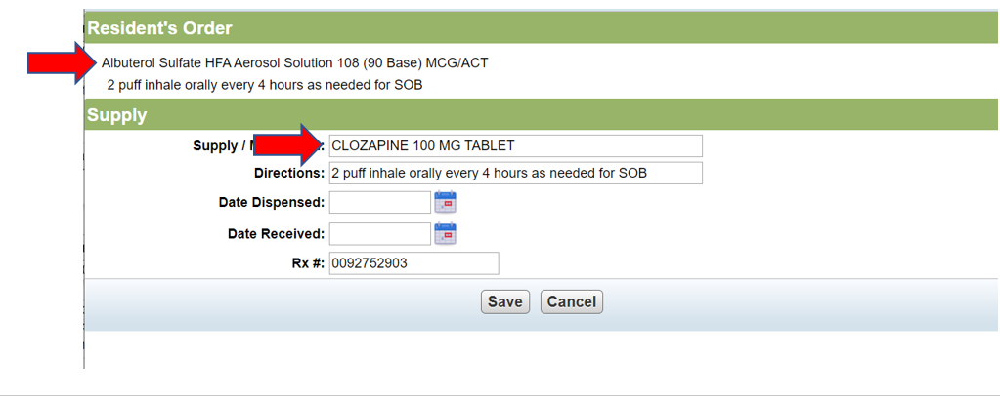 Resident's Order
Albuterol Sulfate HFA Aerosol Solution 108 (90 Base) MCG/ACT
2 puff inhale orally every 4 hours as needed for SOB
Supply
Supply / : CLOZAPINE 100 MG TABLET
Directions: 2 puff inhale orally every 4 hours as needed for SOB
Date Dispensed:
Date Received:
Rx #: 0092752903
Save Cancel